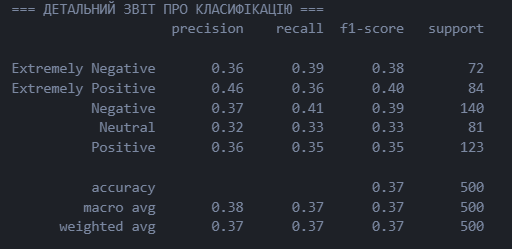 === ДЕТАЛЬНИЙ ЗВІТ ПРО КЛАСИФІКАЦІЮ ===
precision recall f1-score support
Extremely Negative 0.36 0.39 0.38 72
Extremely Positive 0.46 0.36 0.40 84
Negative 0.37 0.41 0.39 140
Neutral 0.32 0.33 0.33 81
Positive 0.36 0.35 0.35 123
accuracy 0.37 500
macro avg 0.38 0.37 0.37 500
weighted avg 0.37 0.37 0.37 500